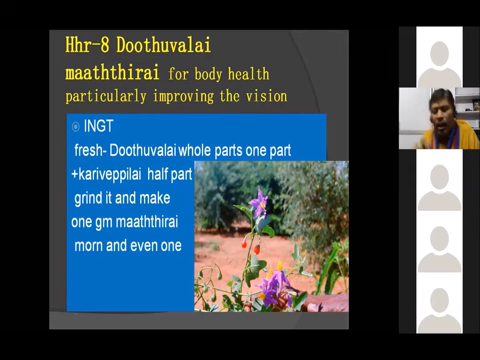 Hhr-8 Doothuvalai
maaththirai for body health
particularly improving the vision
INGT
fresh- Doothuvalai whole parts one part
+kariveppilai half part
grind it and make
one gm maaththirai
morn and even one